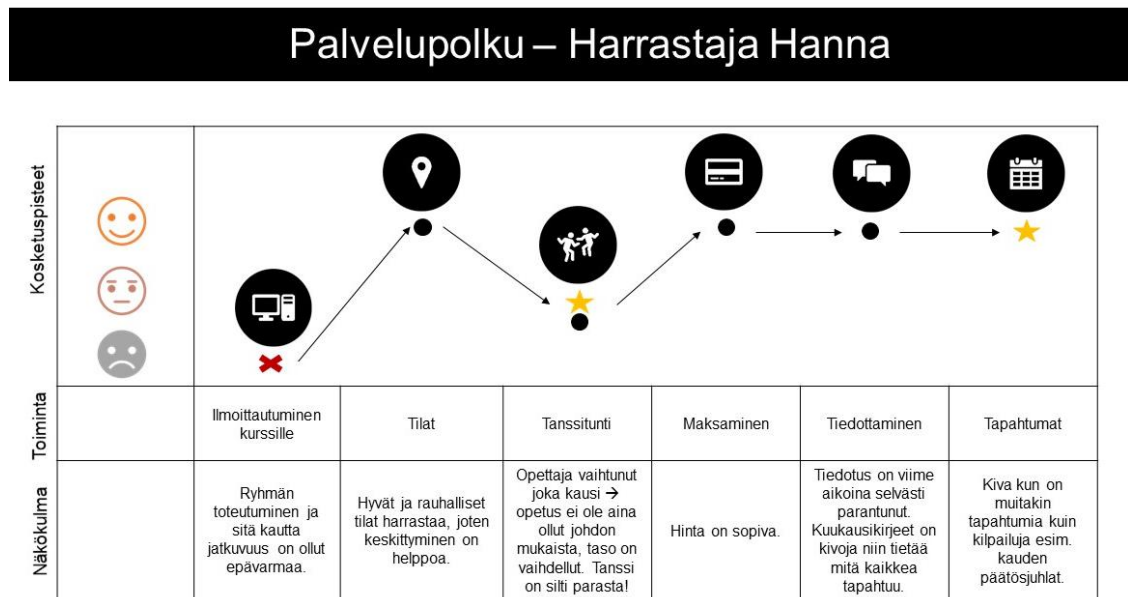 Palvelupolku – Harrastaja Hanna
Kosketuspisteet
Toiminta
Ilmoittautuminen
kurssille
Tilat
Tanssitunti
Maksaminen
Tiedottaminen
Tapahtumat
Näkökulma
Ryhmän
toteutuminen ja
sitä kautta
jatkuvuus on ollut
epävarmaa.
Hyvät ja rauhalliset
tilat harrastaa, joten
keskittyminen on
helppoa.
Opettaja vaihtunut
joka kausi →
opetus ei ole aina
ollut johdon
mukaista, taso on
vaihdellut. Tanssi
on silti parasta!
Hinta on sopiva.
Tiedotus on viime
aikoina selvästi
parantunut.
Kuukausikirjeet on
kivoja niin tietää
mitä kaikkea
tapahtuu.
Kiva kun on
muitakin
tapahtumia kuin
kilpailuja esim.
kauden
päätösjuhlat.